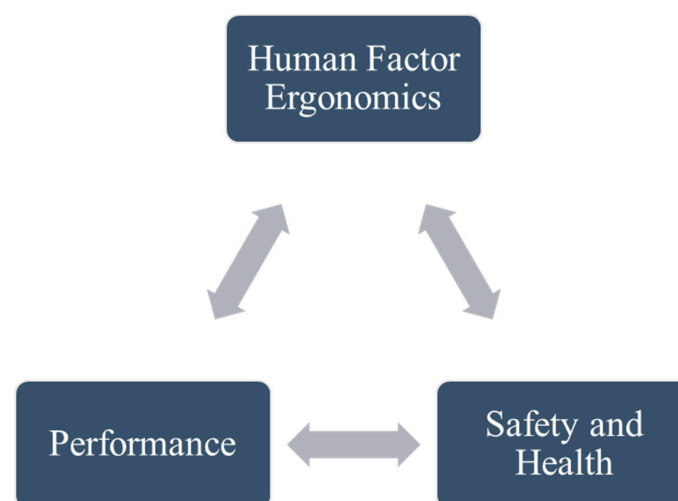 Human Factor
Ergonomics
Performance
Safety and
Health